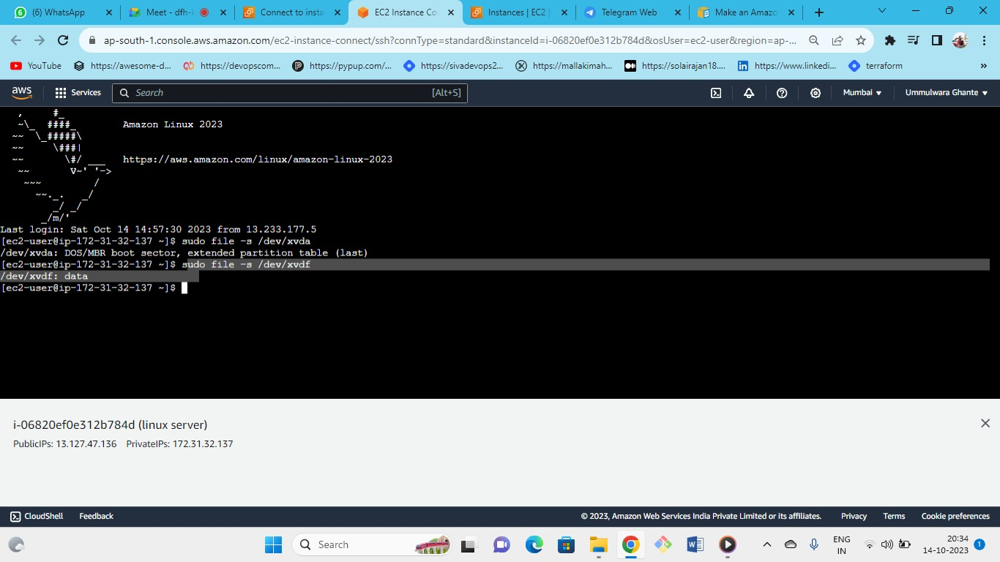 (6) WhatsApp
Meet - dfh-
Connect to insta
EC2 Instance Co
Instances | EC2
Telegram Web
Make an Amazo
ap-south-1.console.aws.amazon.com/ec2-instance-connect/ssh?connType=standard&instanceId=i-06820ef0e312b784d&osUser=ec2-user&region=ap-...
YouTube
https://awesome-d...
https://devopscom...
https://pypup.com/...
https://sivadevops2...
https://mallakimah...
https://solairajan18....
https://www.linkedi...
terraform
»
aws
Services
Search
[Alt+S]
Mumbai
Ummulwara Ghante
   ,     #_
   ~\_  ####_        Amazon Linux 2023
  ~~  \_#####\
  ~~     \###|
  ~~       \#/ ___   https://aws.amazon.com/linux/amazon-linux-2023
   ~~       V~' '->
    ~~~         /
      ~~._.   _/
         _/ _/
       _/m/'
Last login: Sat Oct 14 14:57:30 2023 from 13.233.177.5
[ec2-user@ip-172-31-32-137 ~]$ sudo file -s /dev/xvda
/dev/xvda: DOS/MBR boot sector, extended partition table (last)
[ec2-user@ip-172-31-32-137 ~]$ sudo file -s /dev/xvdf
/dev/xvdf: data
[ec2-user@ip-172-31-32-137 ~]$
i-06820ef0e312b784d (linux server)
PublicIPs: 13.127.47.136 PrivateIPs: 172.31.32.137
CloudShell
Feedback
© 2023, Amazon Web Services India Private Limited or its affiliates.
Privacy
Terms
Cookie preferences
Search
ENG
IN
20:34
14-10-2023
1